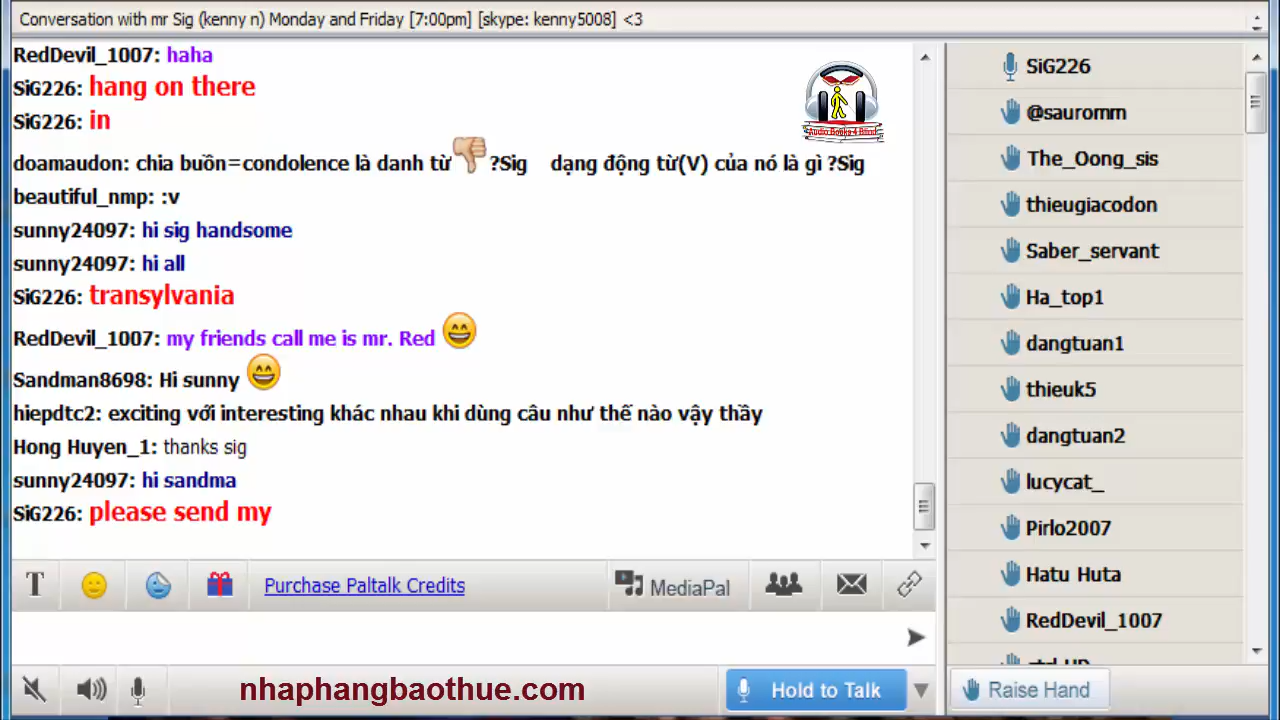 Conversation with mr Sig (kenny n) Monday and Friday [7:00pm] [skype: kenny5008] <3
RedDevil_1007: haha
SiG226: hang on there
SiG226: in
doamaudon: chia buồn=condolence là danh từ ?Sig dạng động từ(V) của nó là gì ?Sig
beautiful_nmp: :v
sunny24097: hi sig handsome
sunny24097: hi all
SiG226: transylvania
RedDevil_1007: my friends call me is mr. Red
Sandman8698: Hi sunny
hiepdtc2: exciting với interesting khác nhau khi dùng câu như thế nào vậy thầy
Hong Huyen_1: thanks sig
sunny24097: hi sandma
SiG226: please send my
Audio Books 4 Blind
T
Purchase Paltalk Credits
MediaPal
nhaphangbaothue.com
Hold to Talk
SiG226
@sauromm
The_Oong_sis
thieugiacodon
Saber_servant
Ha_top1
dangtuan1
thieuk5
dangtuan2
lucycat_
Pirlo2007
Hatu Huta
RedDevil_1007
Raise Hand